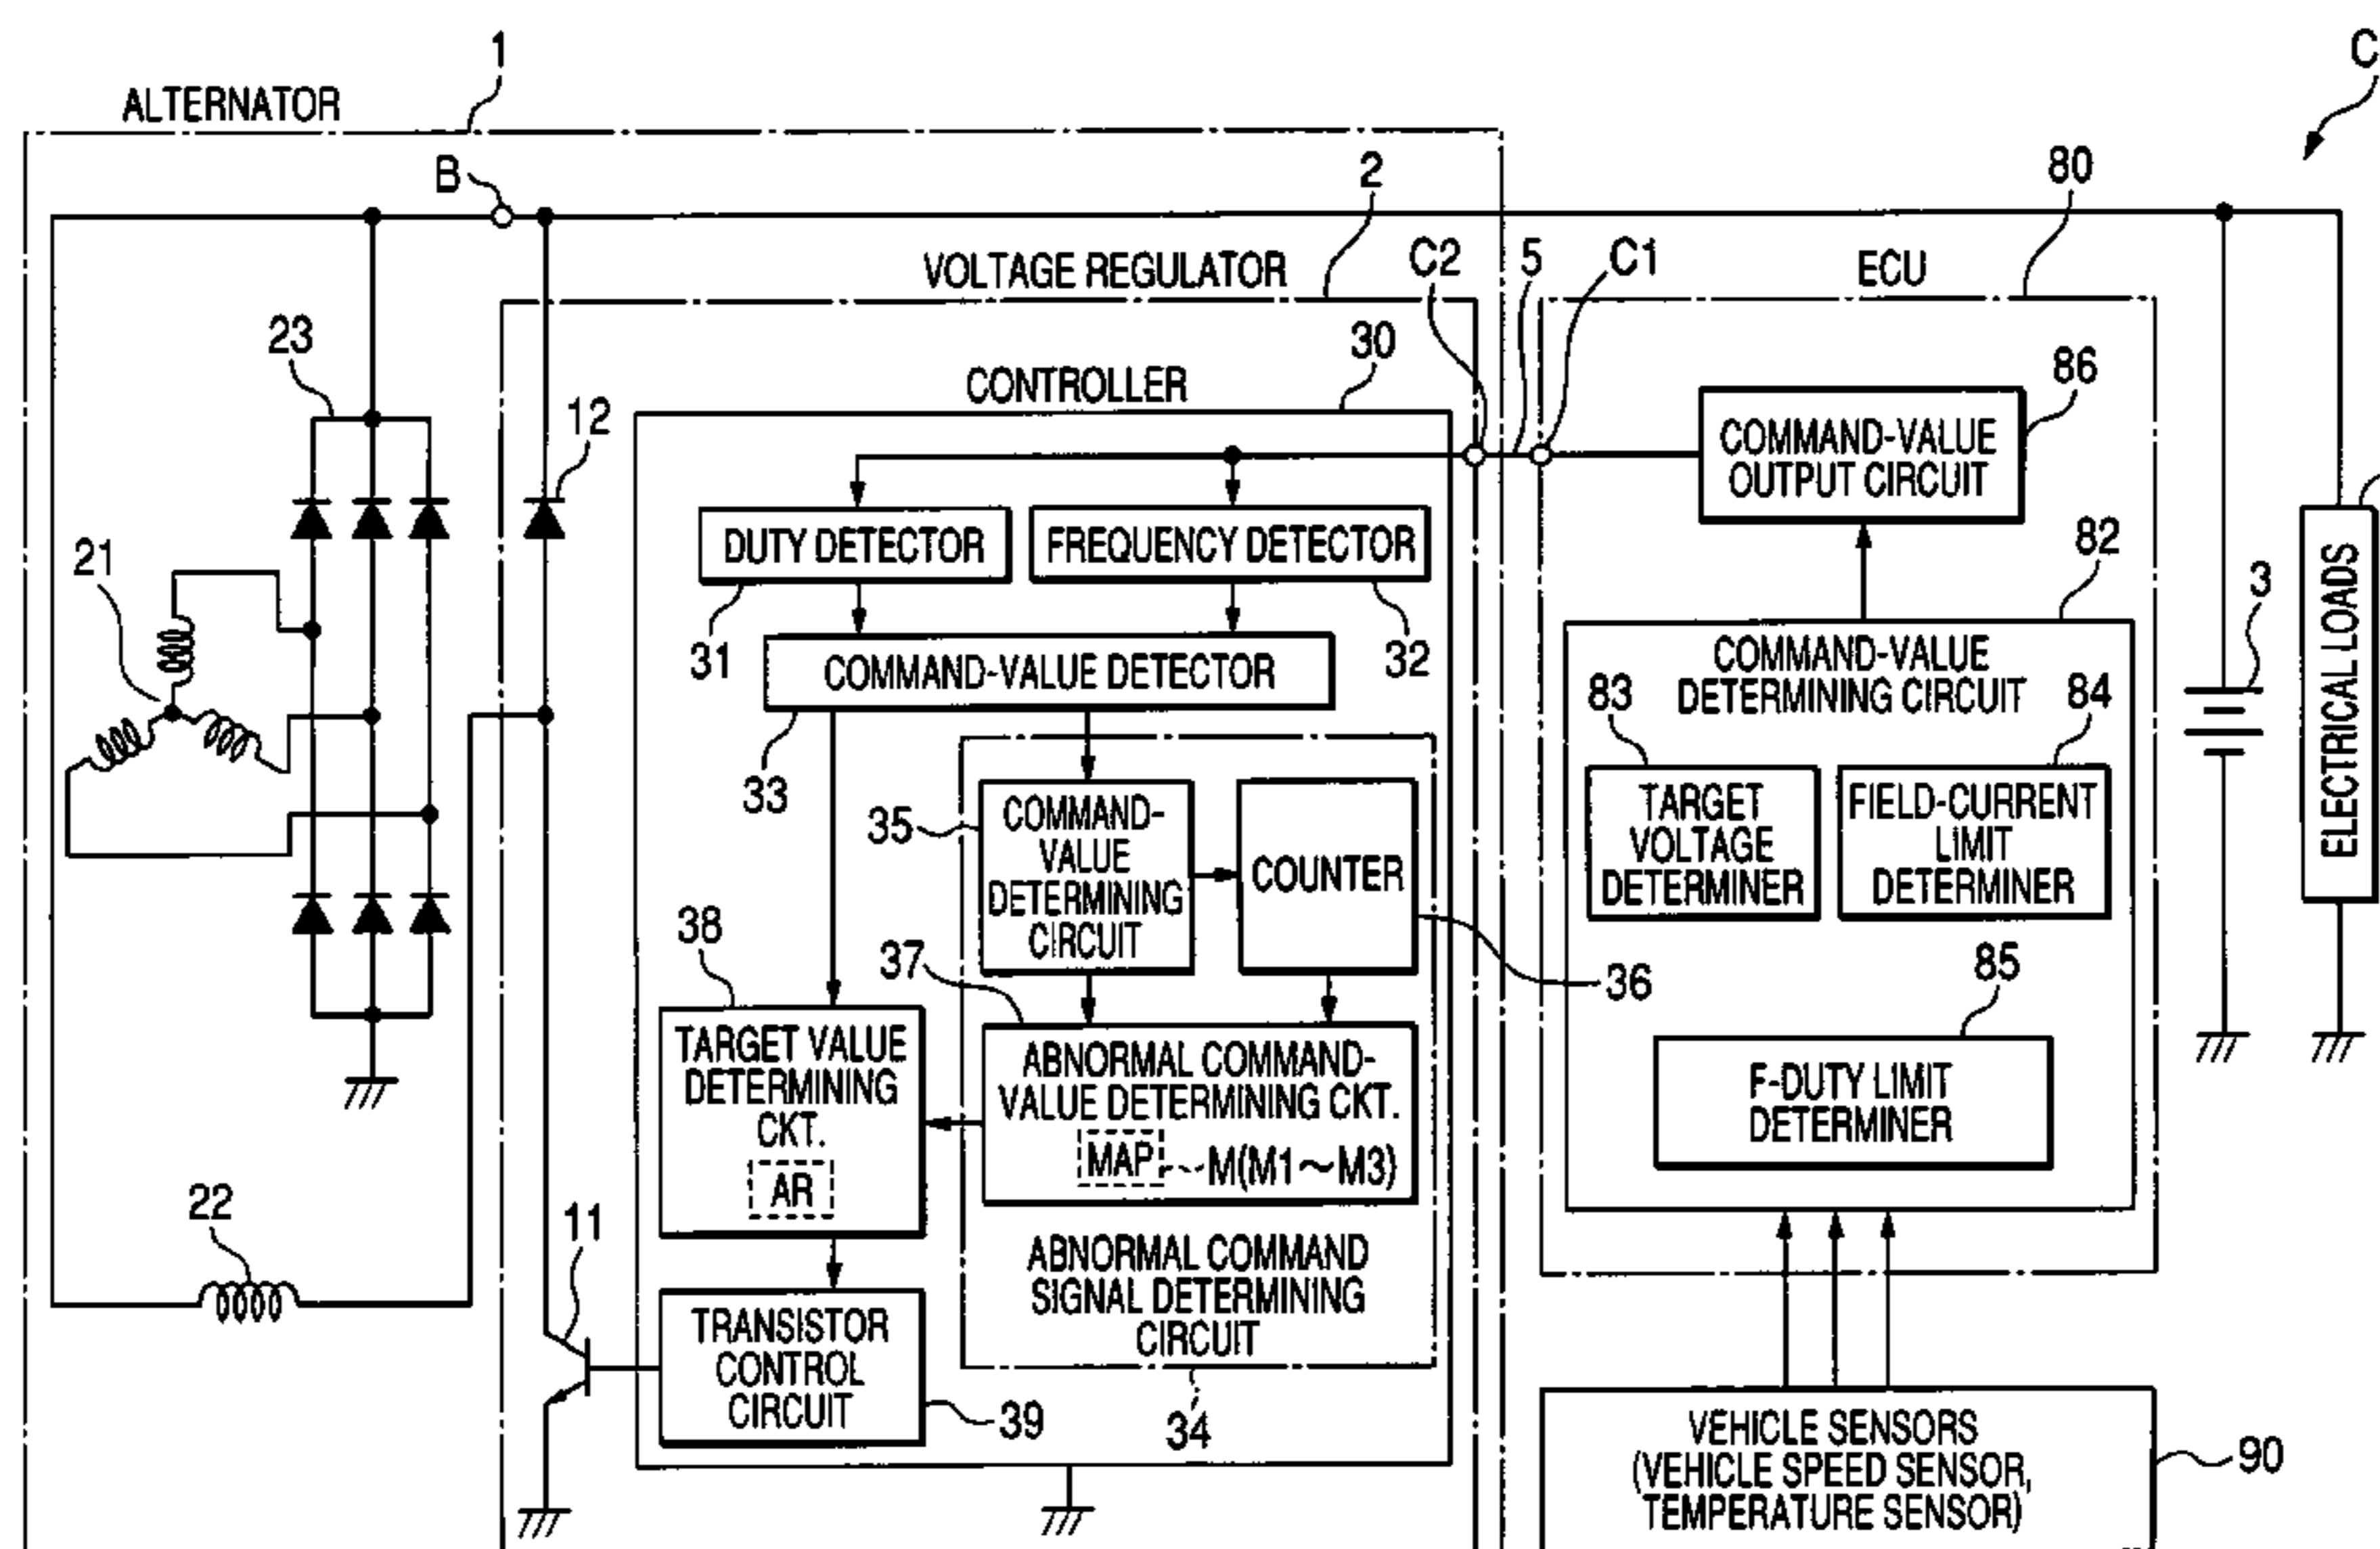 1
C
ALTERNATOR
B
2
80
VOLTAGE REGULATOR
C2
5
C1
ECU
23
30
12
CONTROLLER
86
COMMAND-VALUE
OUTPUT CIRCUIT
DUTY DETECTOR
FREQUENCY DETECTOR
21
82
3
ELECTRICAL LOADS
31
32
COMMAND-VALUE DETECTOR
COMMAND-VALUE
DETERMINING CIRCUIT
83
84
33
35
COMMAND-
VALUE
DETERMINING
CIRCUIT
COUNTER
TARGET
VOLTAGE
DETERMINER
FIELD-CURRENT
LIMIT
DETERMINER
38
37
36
85
TARGET VALUE
DETERMINING
CKT.
AR
ABNORMAL COMMAND-
VALUE DETERMINING CKT.
MAP
M(M1～M3)
F-DUTY LIMIT
DETERMINER
22
11
ABNORMAL COMMAND
SIGNAL DETERMINING
CIRCUIT
TRANSISTOR
CONTROL
CIRCUIT
39
34
VEHICLE SENSORS
(VEHICLE SPEED SENSOR,
TEMPERATURE SENSOR)
90